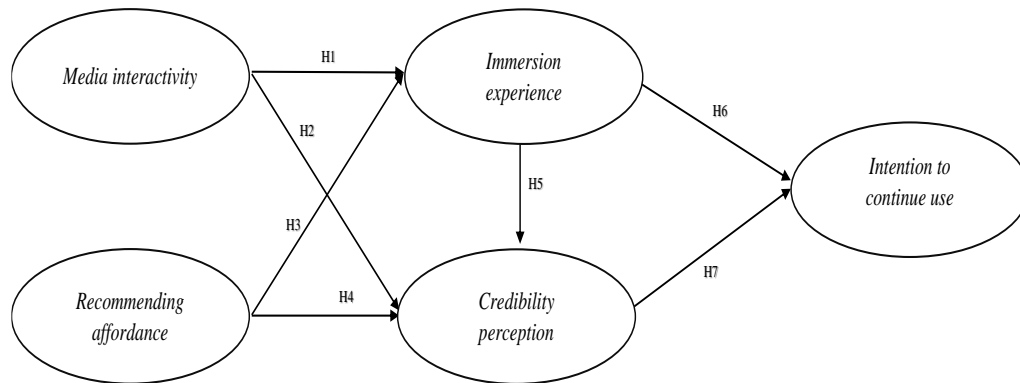 Media interactivity
H1
Immersion
experience
H2
H6
Intention to
continue use
H5
H3
Recommending
affordance
H4
Credibility
perception
H7